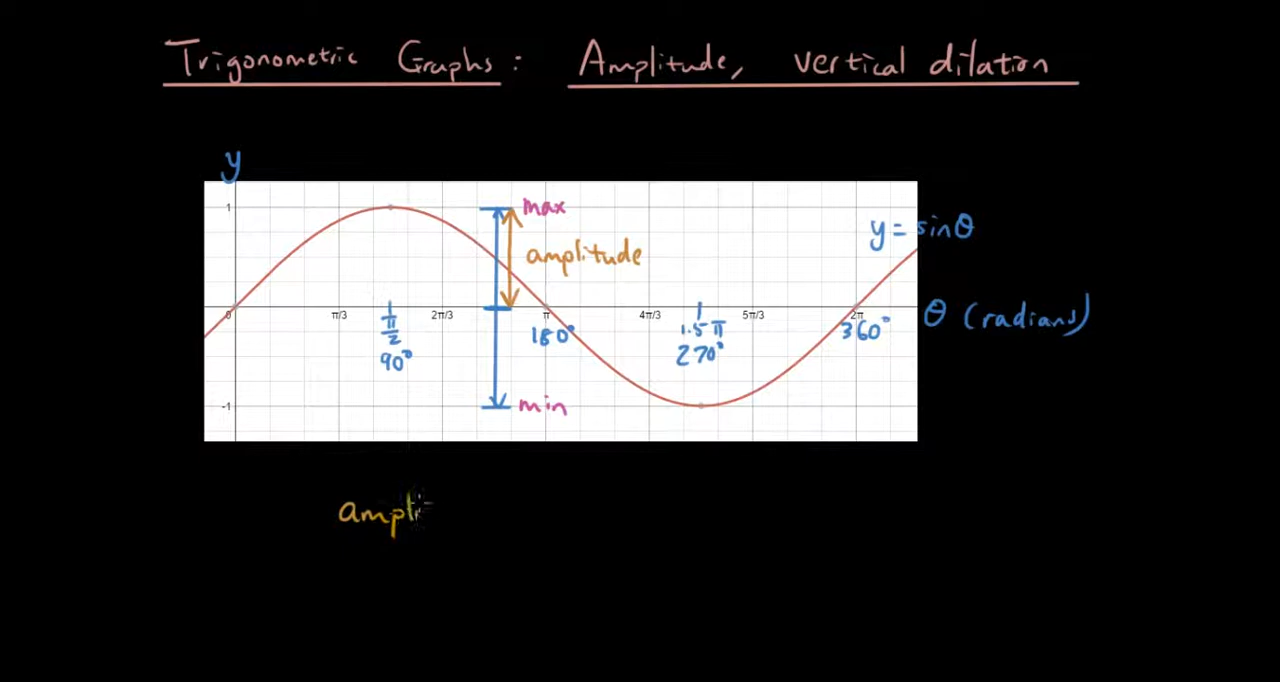 Trigonometric Graphs: Amplitude, vertical dilation
y
1
max
y = sinθ
amplitude
0 π/3 π/2 2π/3 π 4π/3 1.5π 5π/3 2π θ (radians)
90° 180° 270° 360°
-1
min
ampli